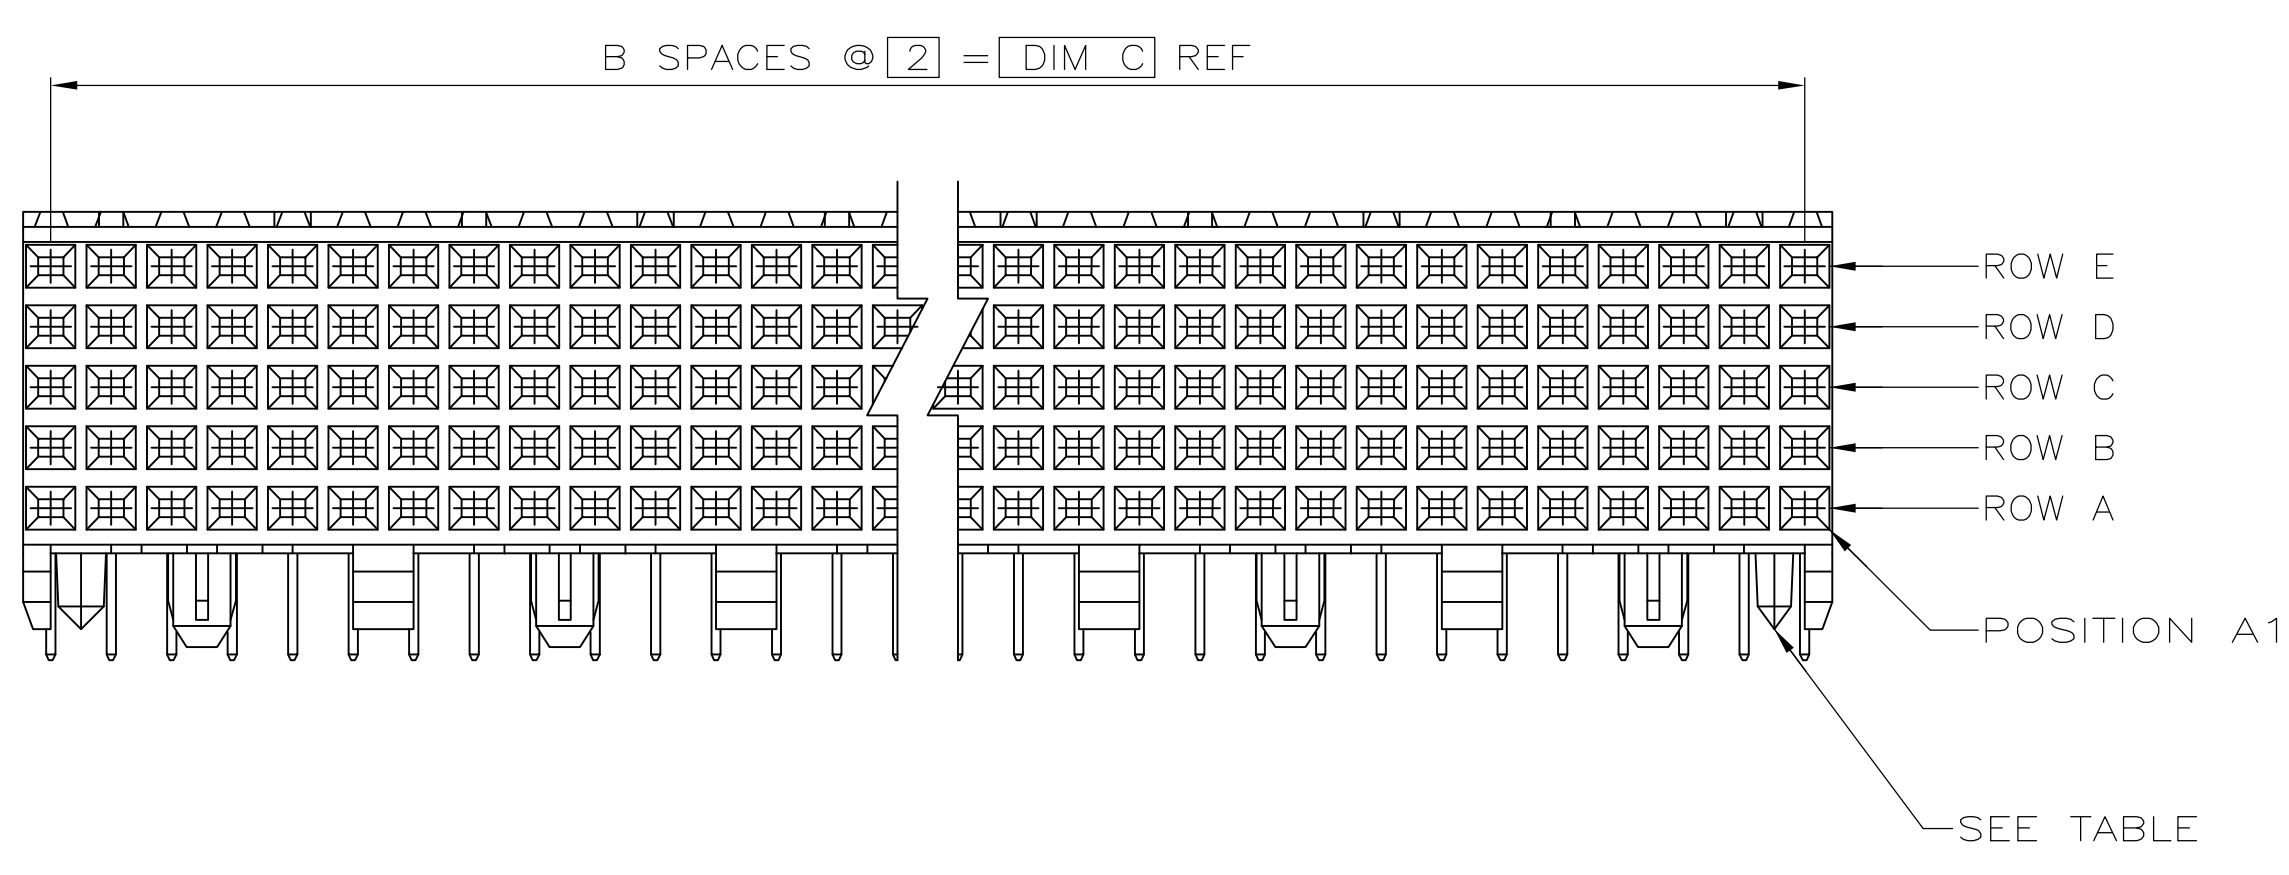 B SPACES @ 2 = DIM C REF
ROW E
ROW D
ROW C
ROW B
ROW A
POSITION A1
SEE TABLE